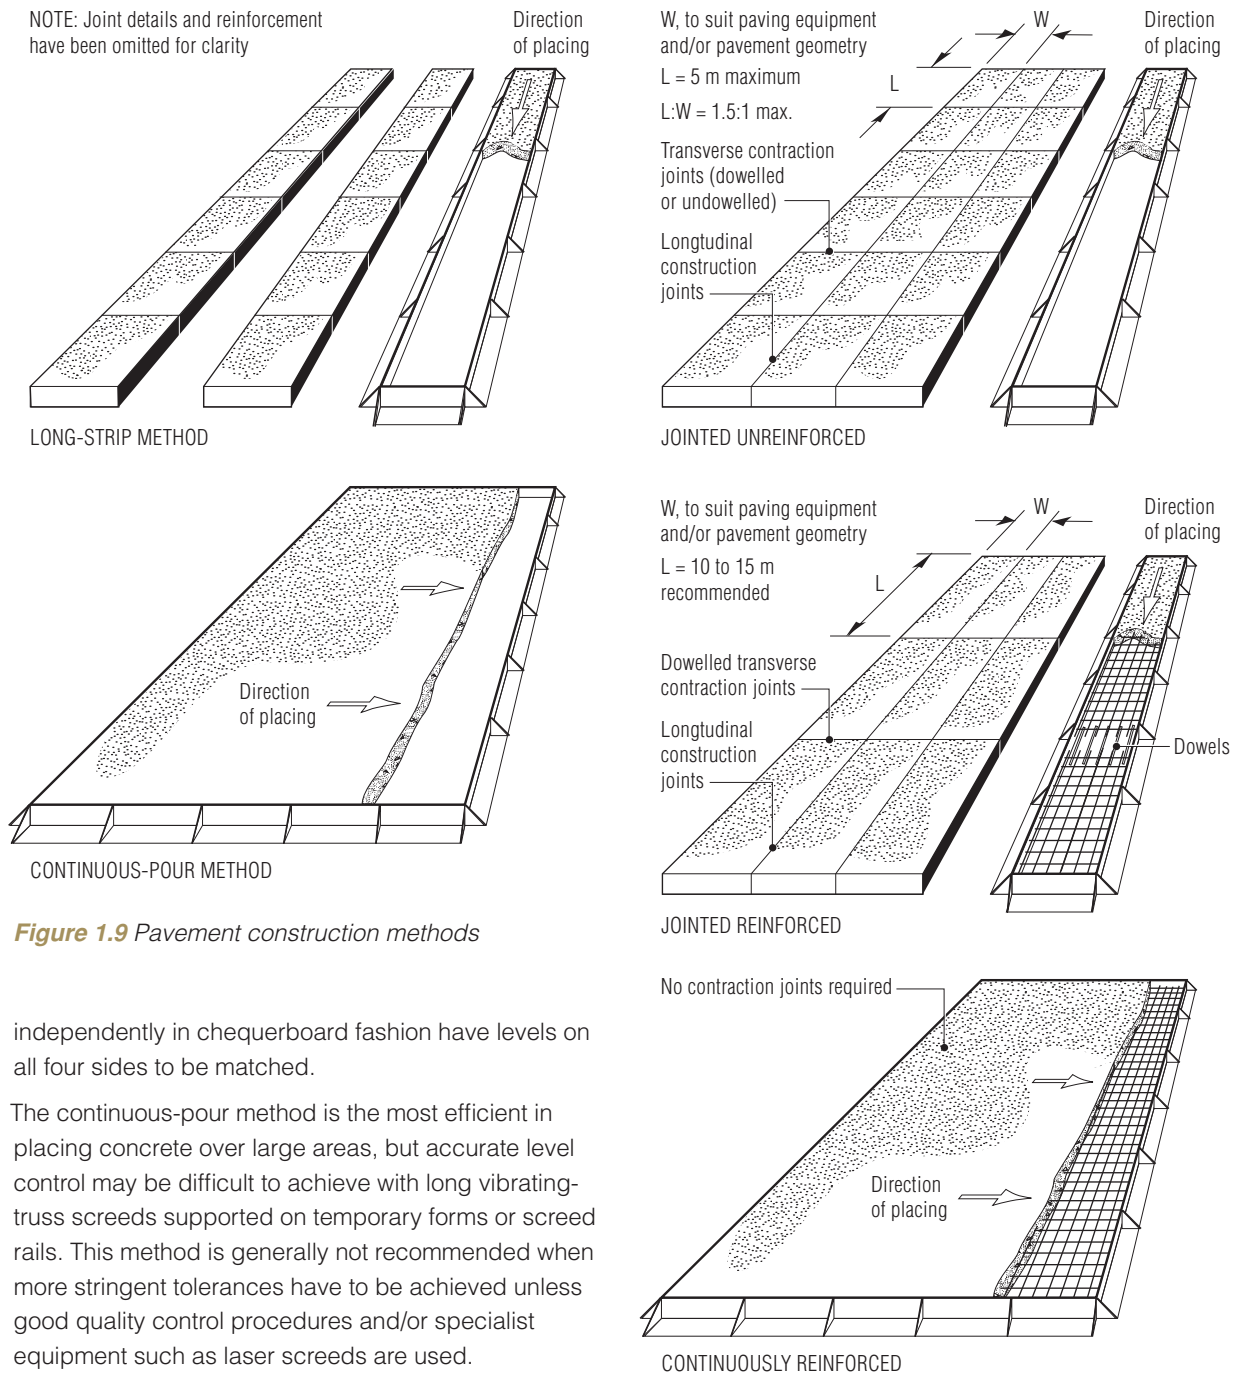 NOTE: Joint details and reinforcement
have been omitted for clarity
Direction
of placing
LONG-STRIP METHOD
Direction
of placing
CONTINUOUS-POUR METHOD
Figure 1.9 Pavement construction methods
independently in chequerboard fashion have levels on
all four sides to be matched.
The continuous-pour method is the most efficient in
placing concrete over large areas, but accurate level
control may be difficult to achieve with long vibrating-
truss screeds supported on temporary forms or screed
rails. This method is generally not recommended when
more stringent tolerances have to be achieved unless
good quality control procedures and/or specialist
equipment such as laser screeds are used.
W, to suit paving equipment
and/or pavement geometry
L = 5 m maximum
L:W = 1.5:1 max.
W
L
Direction
of placing
Transverse contraction
joints (dowelled
or undowelled)
Longtudinal
construction
joints
JOINTED UNREINFORCED
W, to suit paving equipment
and/or pavement geometry
L = 10 to 15 m
recommended
W
L
Direction
of placing
Dowelled transverse
contraction joints
Longtudinal
construction
joints
Dowels
JOINTED REINFORCED
No contraction joints required
Direction
of placing
CONTINUOUSLY REINFORCED